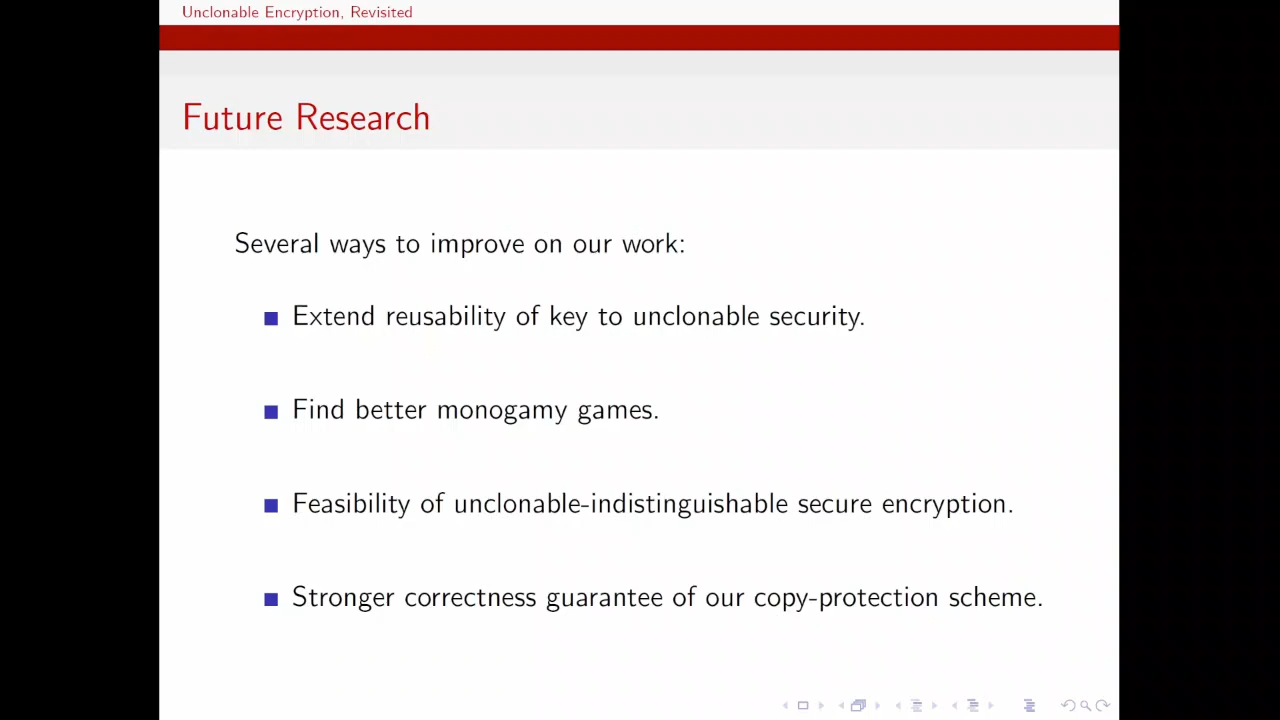 Unclonable Encryption, Revisited
Future Research
Several ways to improve on our work:
Extend reusability of key to unclonable security.
Find better monogamy games.
Feasibility of unclonable-indistinguishable secure encryption.
Stronger correctness guarantee of our copy-protection scheme.